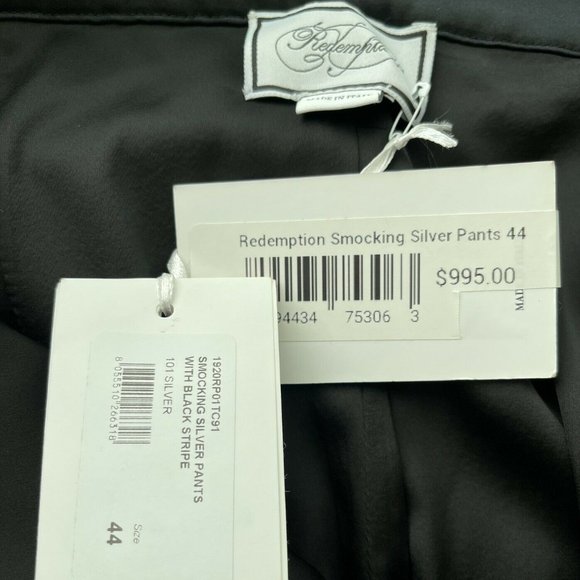 Redemption
MADE IN ITALY
Redemption Smocking Silver Pants 44
$995.00
94434 75306 3
1920RP01TC91
SMOCKING SILVER PANTS
WITH BLACK STRIPE
101 SILVER
8055510266318
Size
44